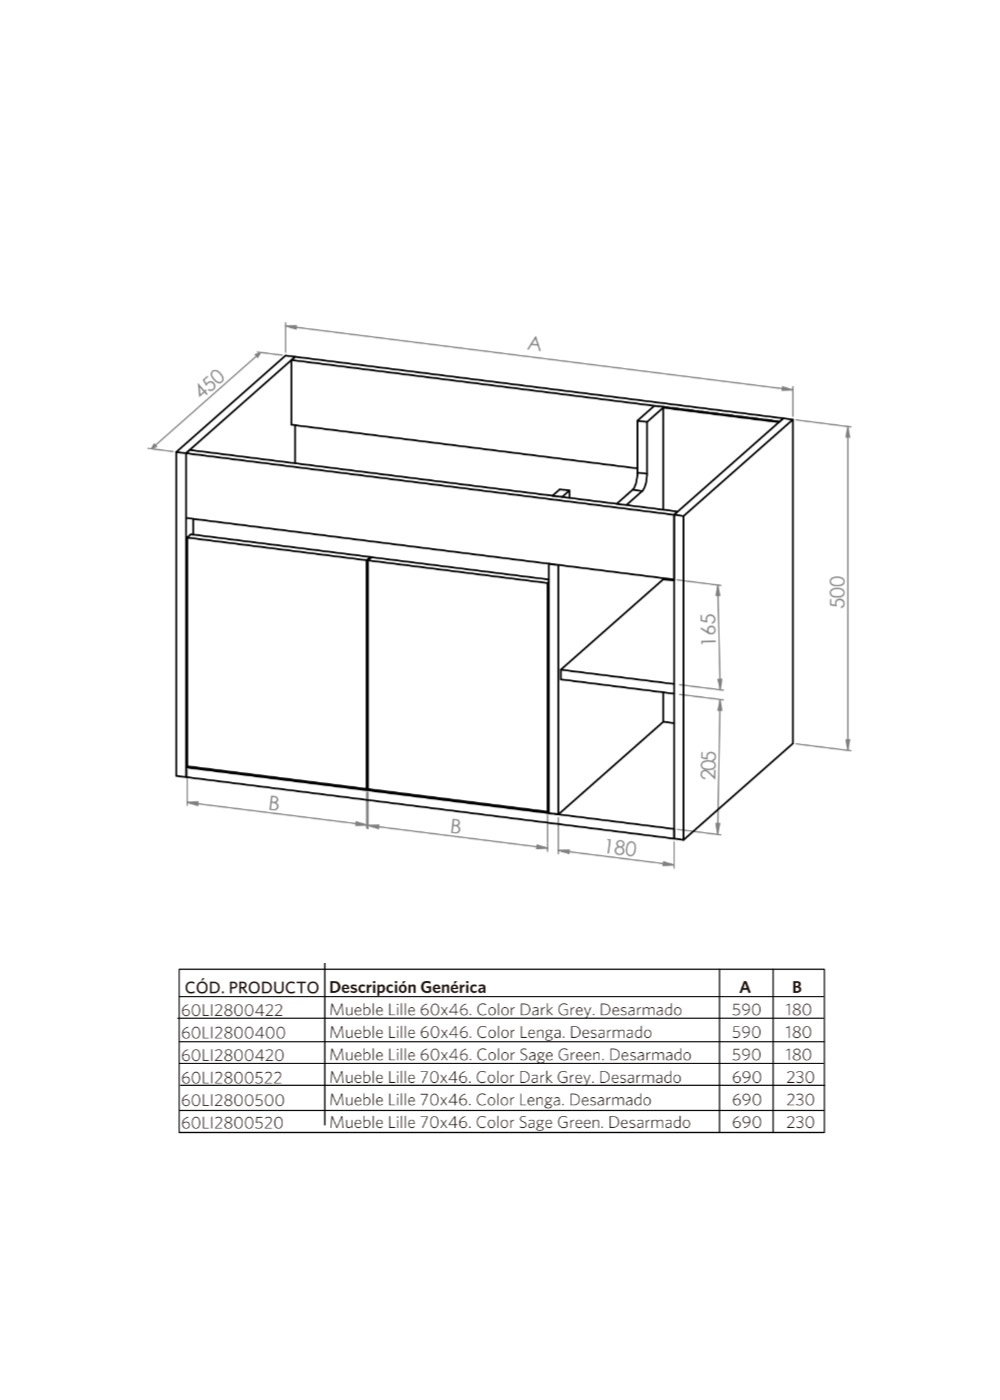 A
450
500
165
205
B
B
180
CÓD. PRODUCTO Descripción Genérica A B
60LI2800422 Mueble Lille 60x46. Color Dark Grey. Desarmado 590 180
60LI2800400 Mueble Lille 60x46. Color Lenga. Desarmado 590 180
60LI2800420 Mueble Lille 60x46. Color Sage Green. Desarmado 590 180
60LI2800522 Mueble Lille 70x46. Color Dark Grey. Desarmado 690 230
60LI2800500 Mueble Lille 70x46. Color Lenga. Desarmado 690 230
60LI2800520 Mueble Lille 70x46. Color Sage Green. Desarmado 690 230